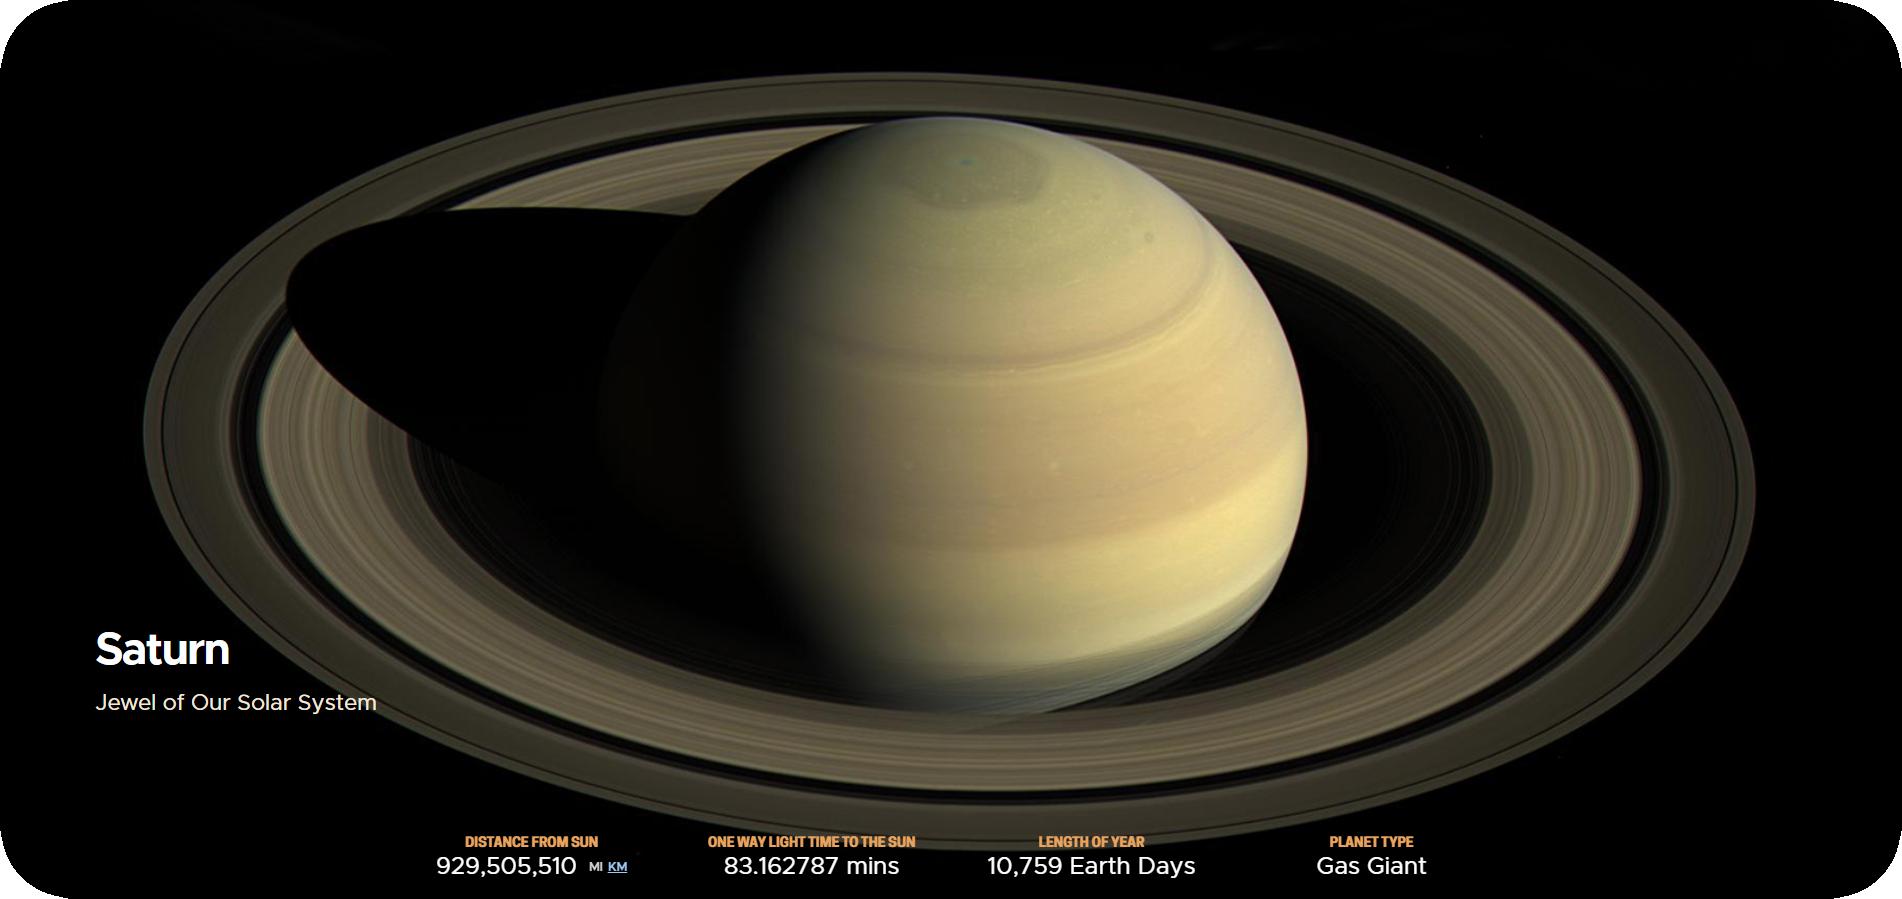 Saturn
Jewel of Our Solar System
DISTANCE FROM SUN
929,505,510 MI KM
ONE WAY LIGHT TIME TO THE SUN
83.162787 mins
LENGTH OF YEAR
10,759 Earth Days
PLANET TYPE
Gas Giant